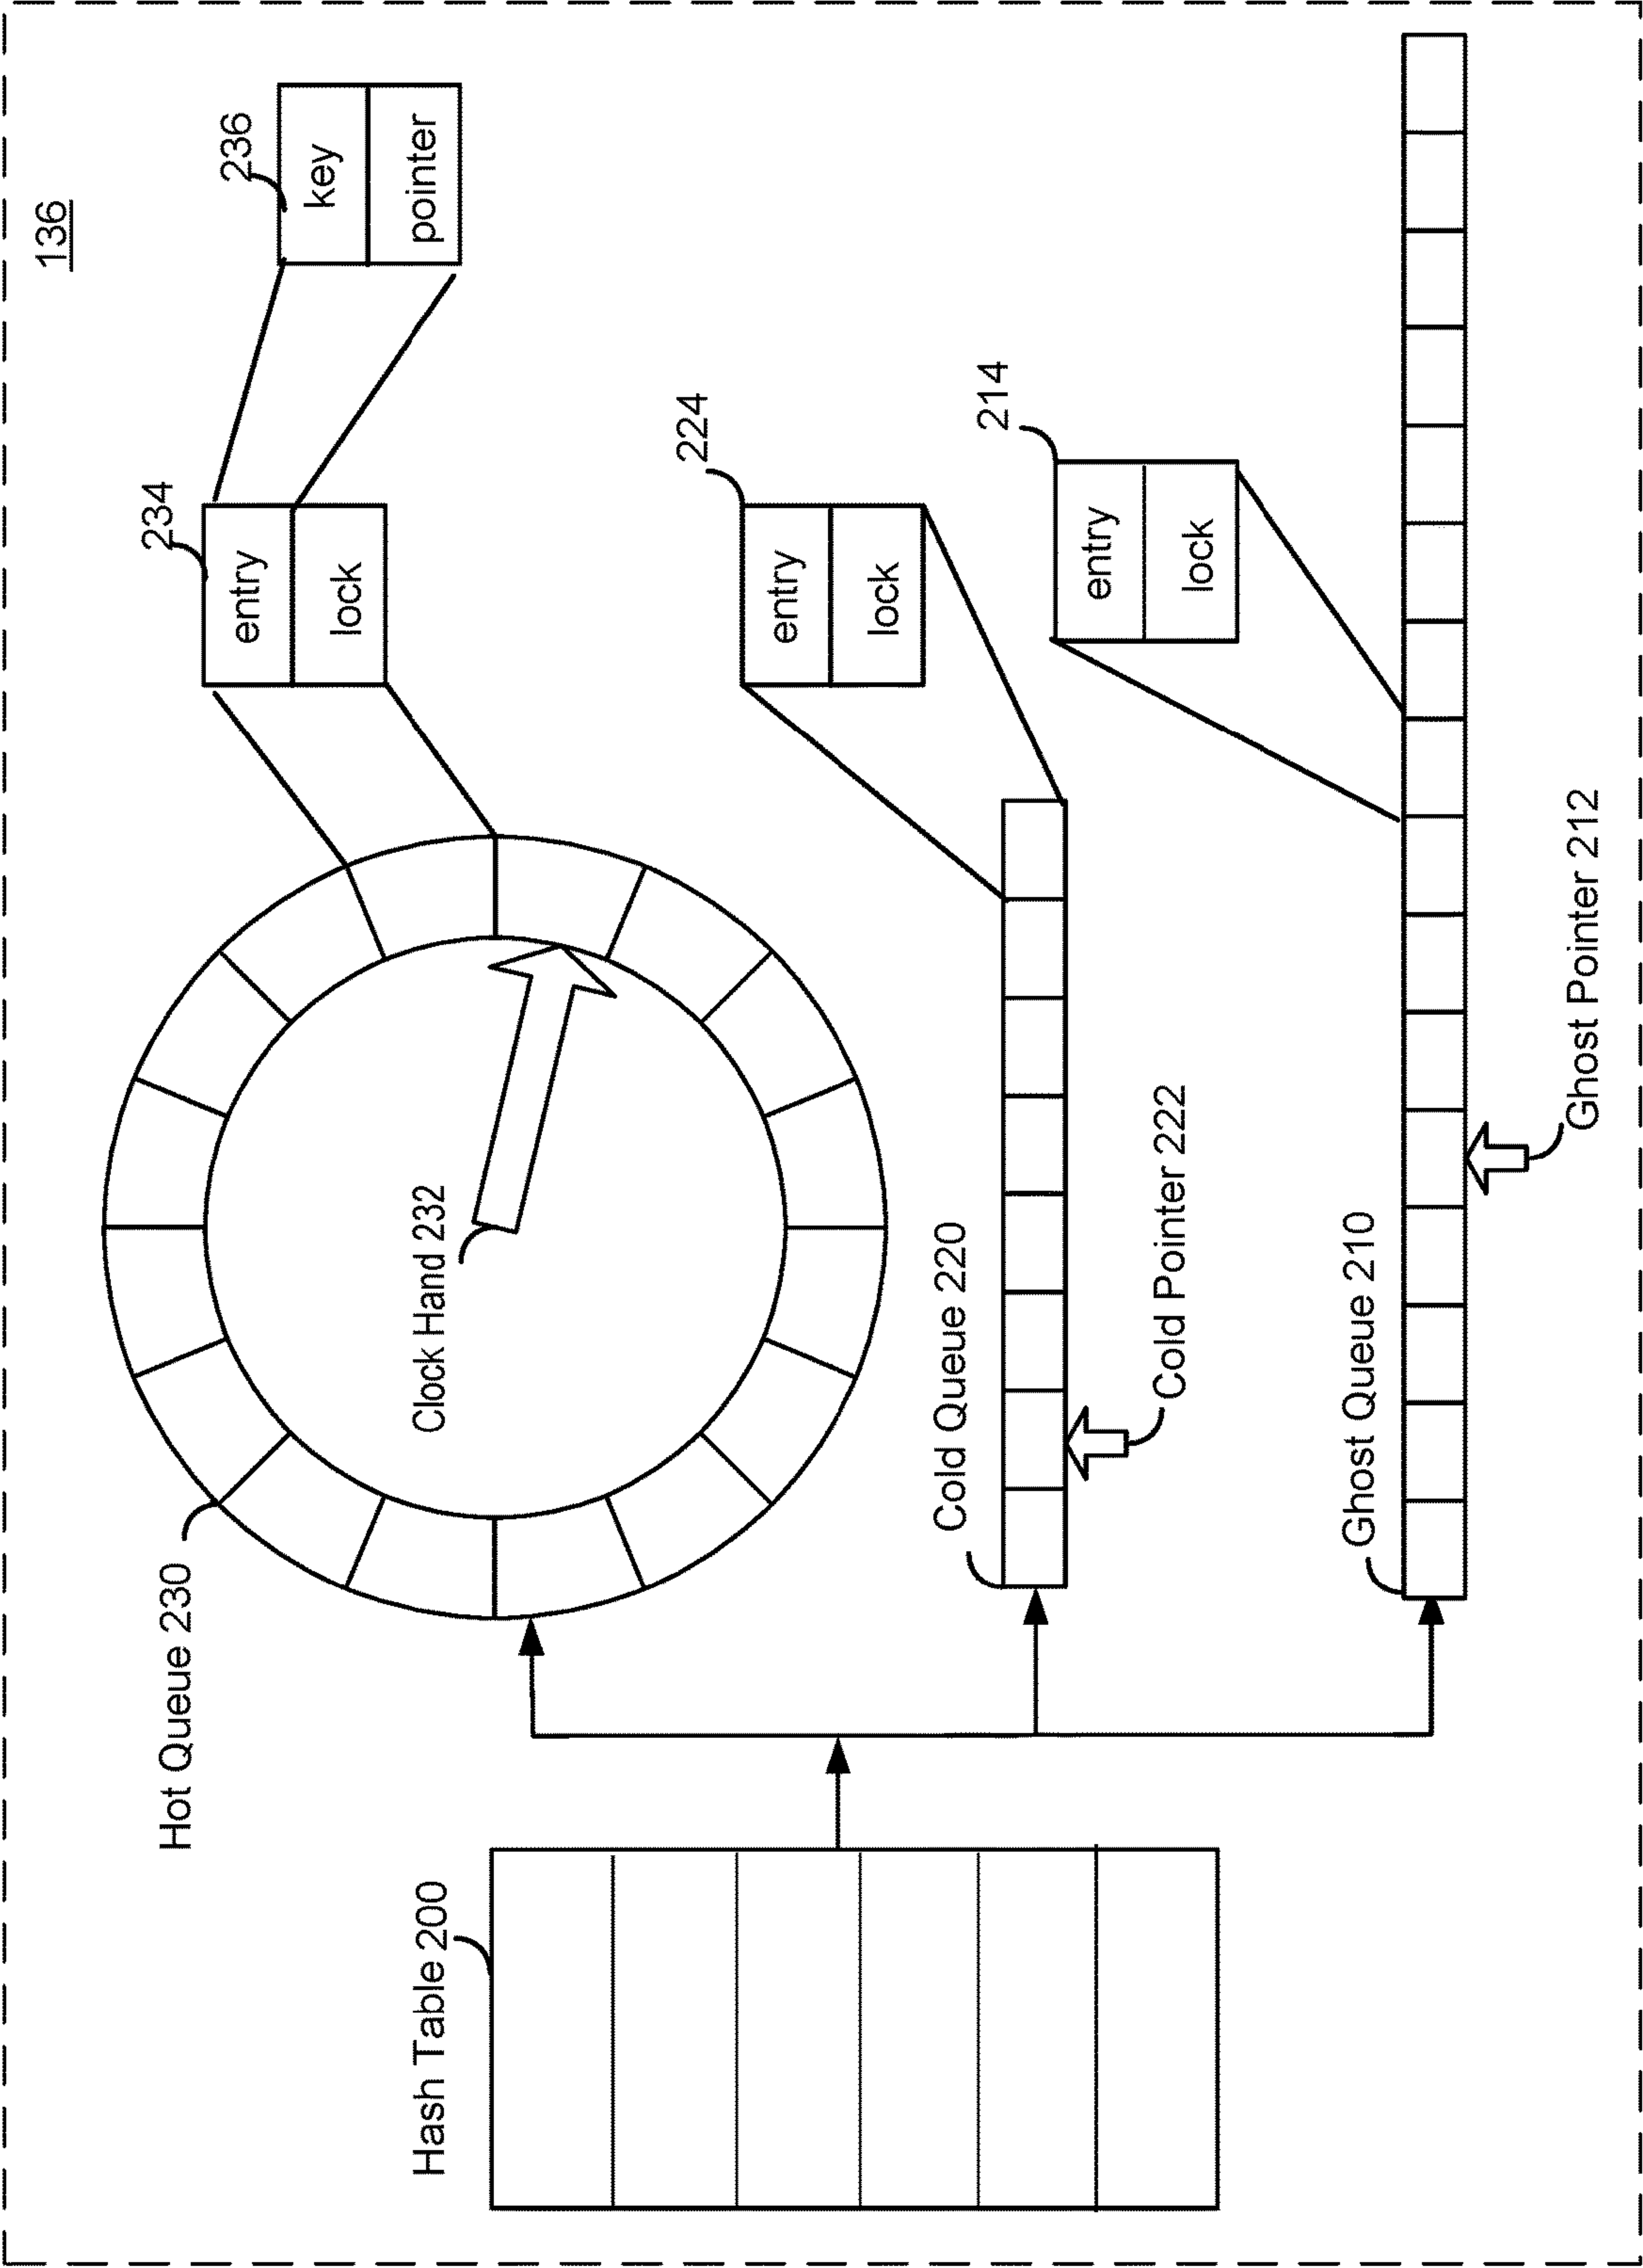 136
236
key
pointer
234
entry
lock
Hot Queue 230
Clock Hand 232
224
entry
lock
Hash Table 200
Cold Queue 220
214
entry
lock
Cold Pointer 222
Ghost Queue 210
Ghost Pointer 212